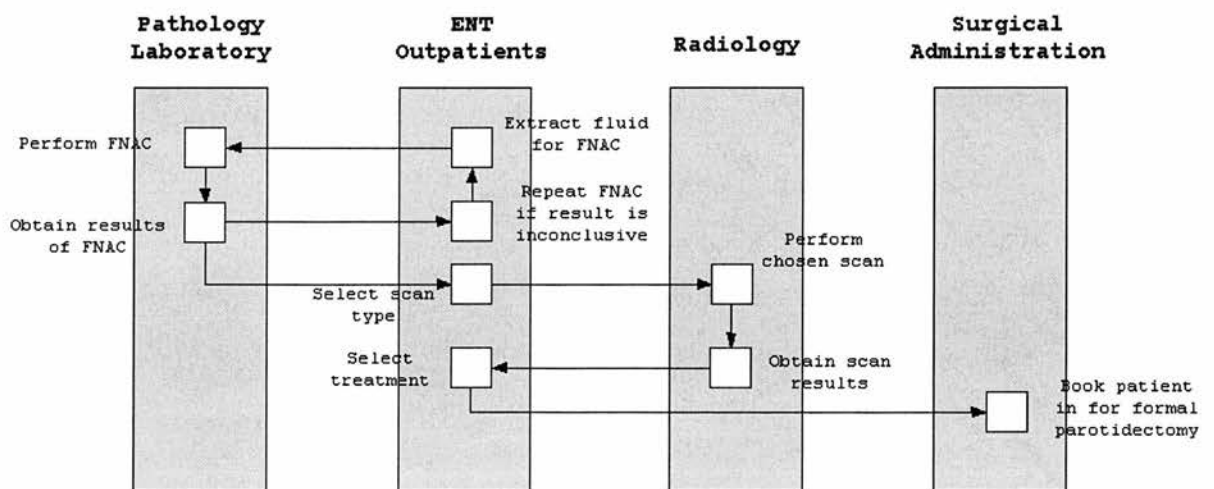 Pathology
Laboratory
ENT
Outpatients
Radiology
Surgical
Administration
Perform FNAC
Extract fluid
for FNAC
Obtain results
of FNAC
Repeat FNAC
if result is
inconclusive
Select scan
type
Perform
chosen scan
Select
treatment
Obtain scan
results
Book patient
in for formal
parotidectomy